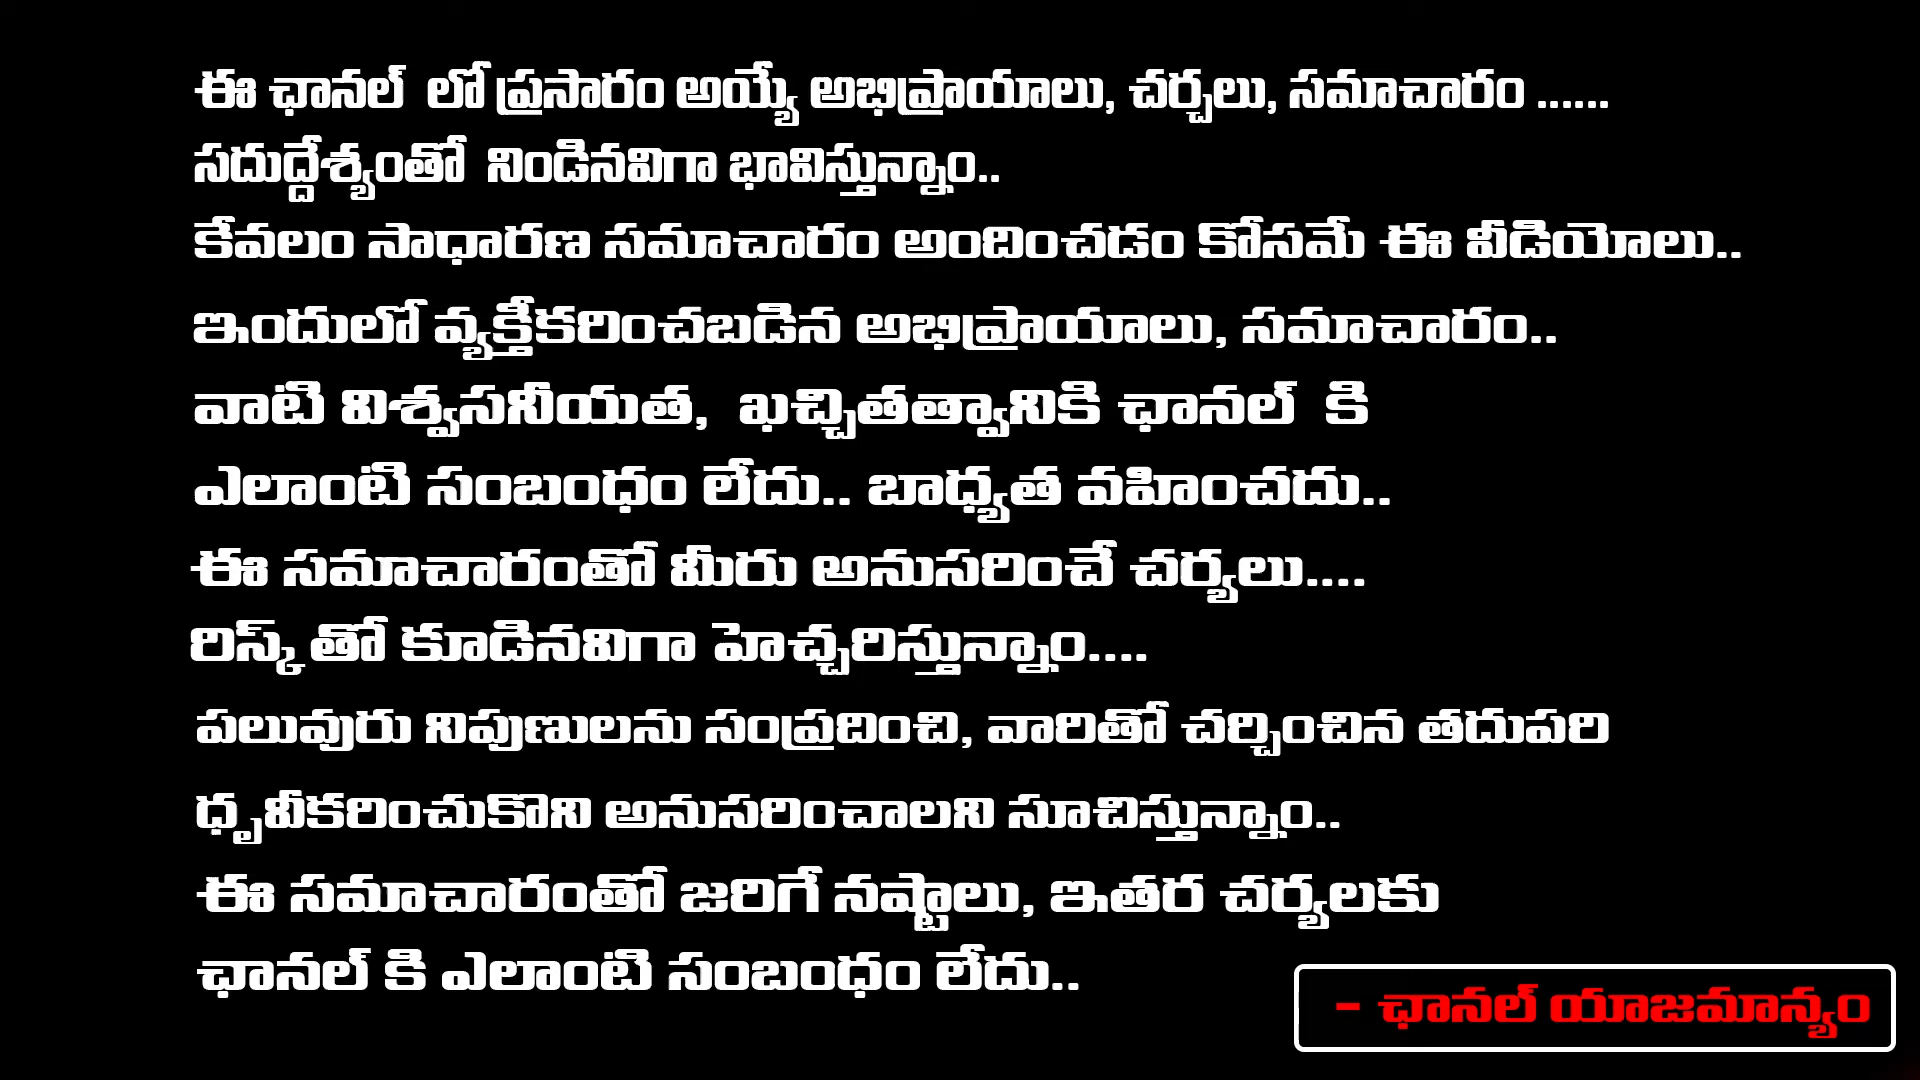 ఈ ఛానల్ లో ప్రసారం అయ్యే అభిప్రాయాలు, చర్చలు, సమాచారం ......
సదుద్దేశ్యంతో నిండినవిగా భావిస్తున్నాం..
కేవలం సాధారణ సమాచారం అందించడం కోసమే ఈ వీడియోలు..
ఇందులో వ్యక్తీకరించబడిన అభిప్రాయాలు, సమాచారం..
వాటి విశ్వసనీయత, ఖచ్చితత్వానికి ఛానల్ కి
ఎలాంటి సంబంధం లేదు.. బాధ్యత వహించదు..
ఈ సమాచారంతో మీరు అనుసరించే చర్యలు....
రిస్క్ తో కూడినవిగా హెచ్చరిస్తున్నాం....
పలువురు నిపుణులను సంప్రదించి, వారితో చర్చించిన తదుపరి
ధృవీకరించుకొని అనుసరించాలని సూచిస్తున్నాం..
ఈ సమాచారంతో జరిగే నష్టాలు, ఇతర చర్యలకు
ఛానల్ కి ఎలాంటి సంబంధం లేదు..
- ఛానల్ యాజమాన్యం